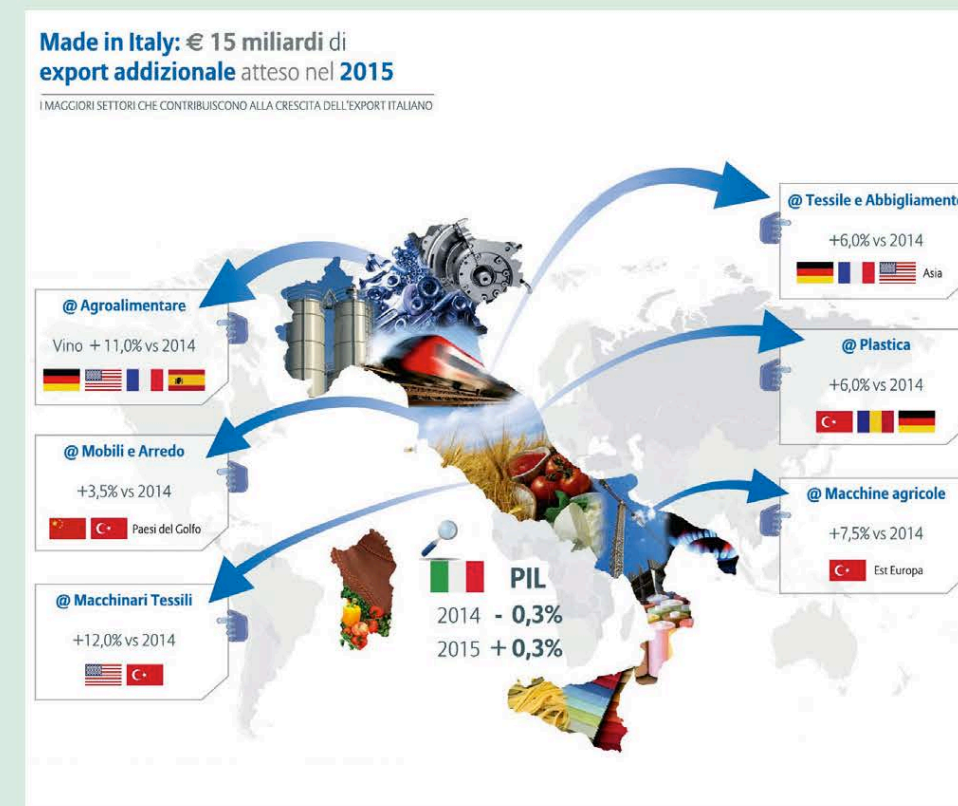 Made in Italy: € 15 miliardi di
export addizionale atteso nel 2015
I MAGGIORI SETTORI CHE CONTRIBUISCONO ALLA CRESCITA DELL'EXPORT ITALIANO
@ Agroalimentare
Vino + 11,0% vs 2014
@ Mobili e Arredo
+3,5% vs 2014
Paesi del Golfo
@ Macchinari Tessili
+12,0% vs 2014
PIL
2014 - 0,3%
2015 + 0,3%
@ Tessile e Abbigliamento
+6,0% vs 2014
Asia
@ Plastica
+6,0% vs 2014
@ Macchine agricole
+7,5% vs 2014
Est Europa